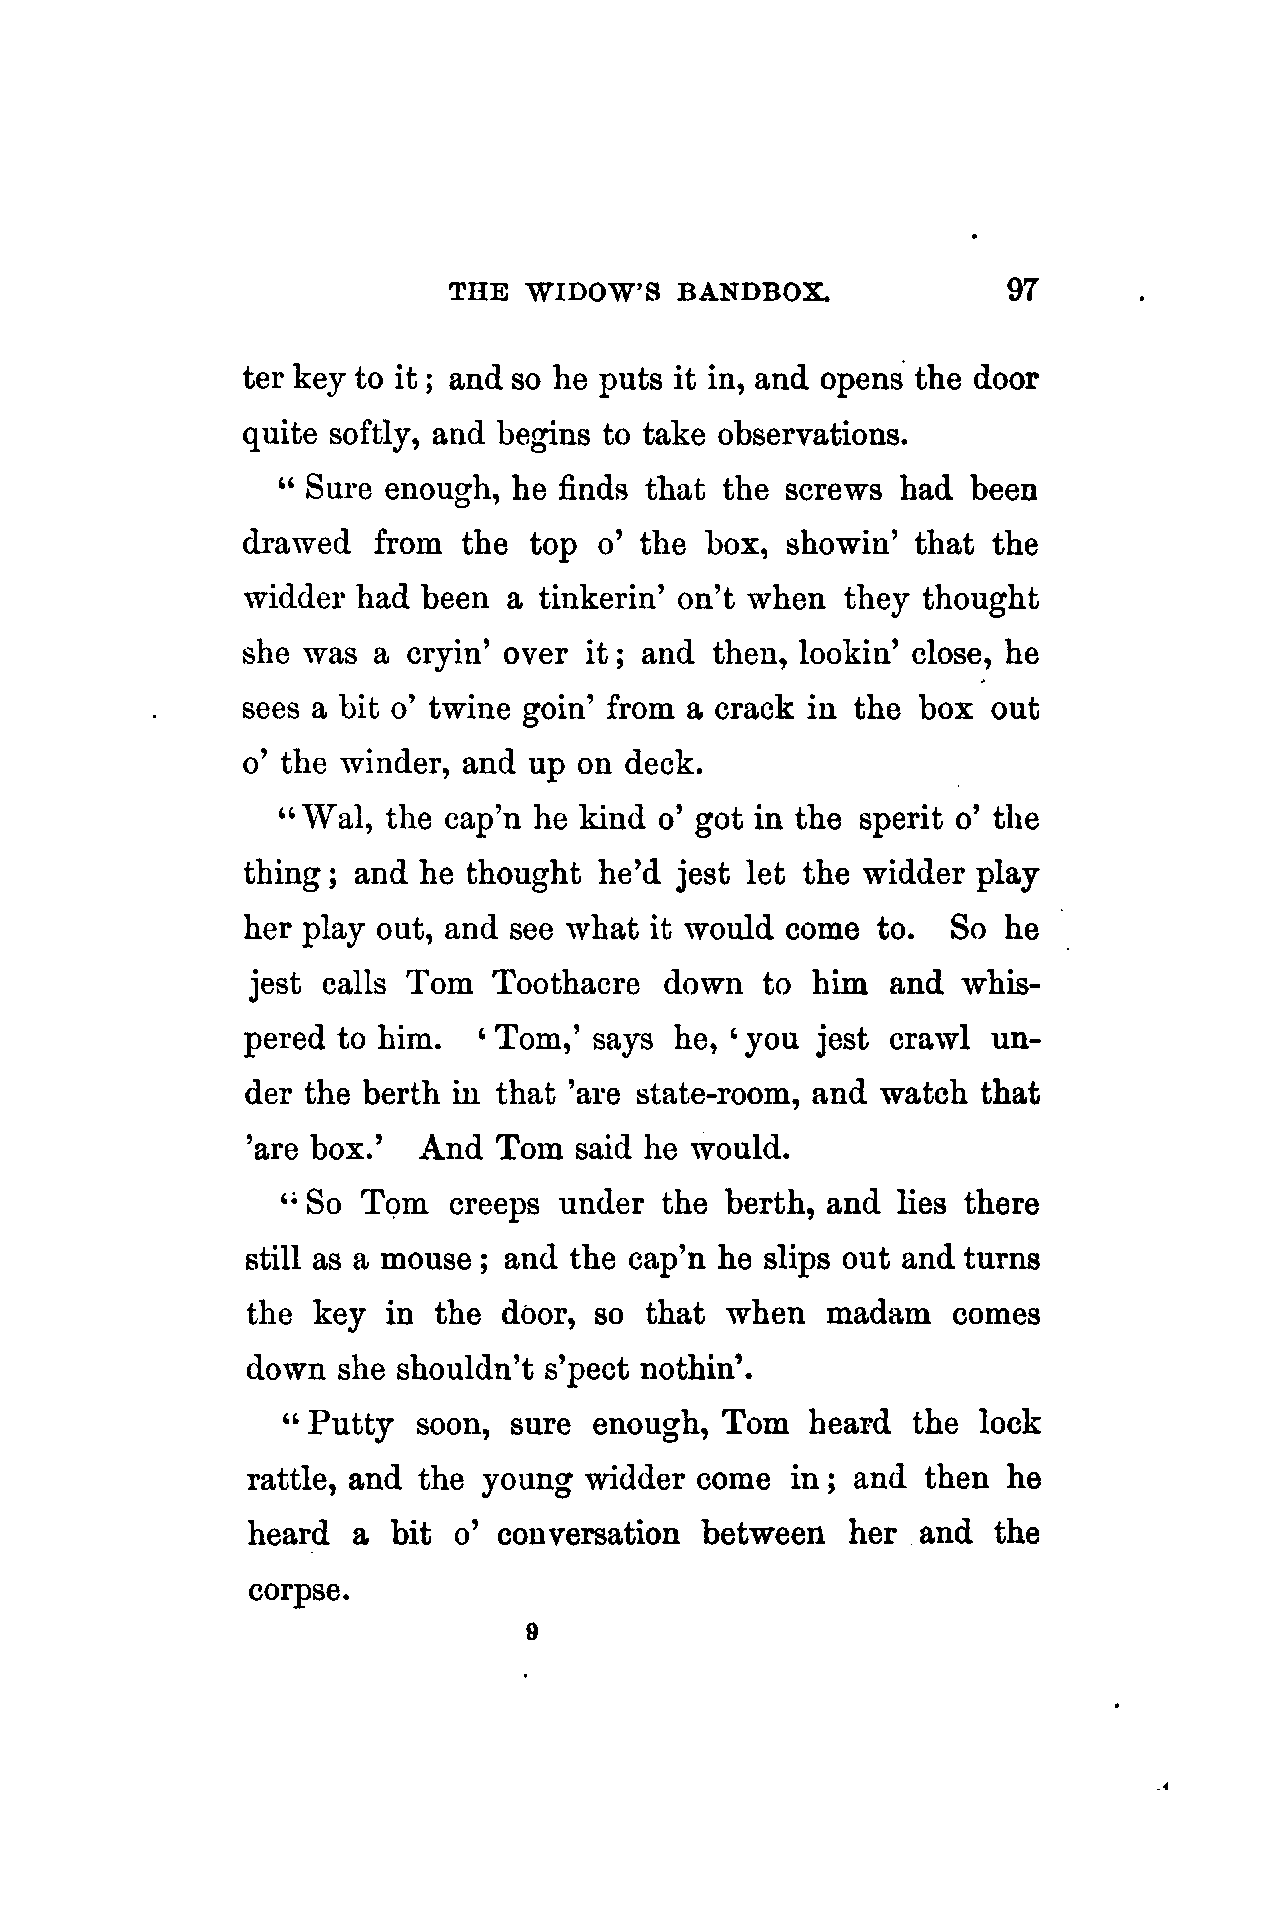 THE WIDOW'S BANDBOX. 97
ter key to it; and so he puts it in, and opens the door
quite softly, and begins to take observations.
“Sure enough, he finds that the screws had been
drawed from the top o’ the box, showin’ that the
widder had been a tinkerin’ on’t when they thought
she was a cryin’ over it; and then, lookin’ close, he
sees a bit o’ twine goin’ from a crack in the box out
o’ the winder, and up on deck.
“Wal, the cap’n he kind o’ got in the sperit o’ the
thing; and he thought he’d jest let the widder play
her play out, and see what it would come to. So he
jest calls Tom Toothacre down to him and whis-
pered to him. ‘Tom,’ says he, ‘you jest crawl un-
der the berth in that ’are state-room, and watch that
’are box.’ And Tom said he would.
“So Tom creeps under the berth, and lies there
still as a mouse; and the cap’n he slips out and turns
the key in the door, so that when madam comes
down she shouldn’t s’pect nothin’.
“Putty soon, sure enough, Tom heard the lock
rattle, and the young widder come in; and then he
heard a bit o’ conversation between her and the
corpse.
9